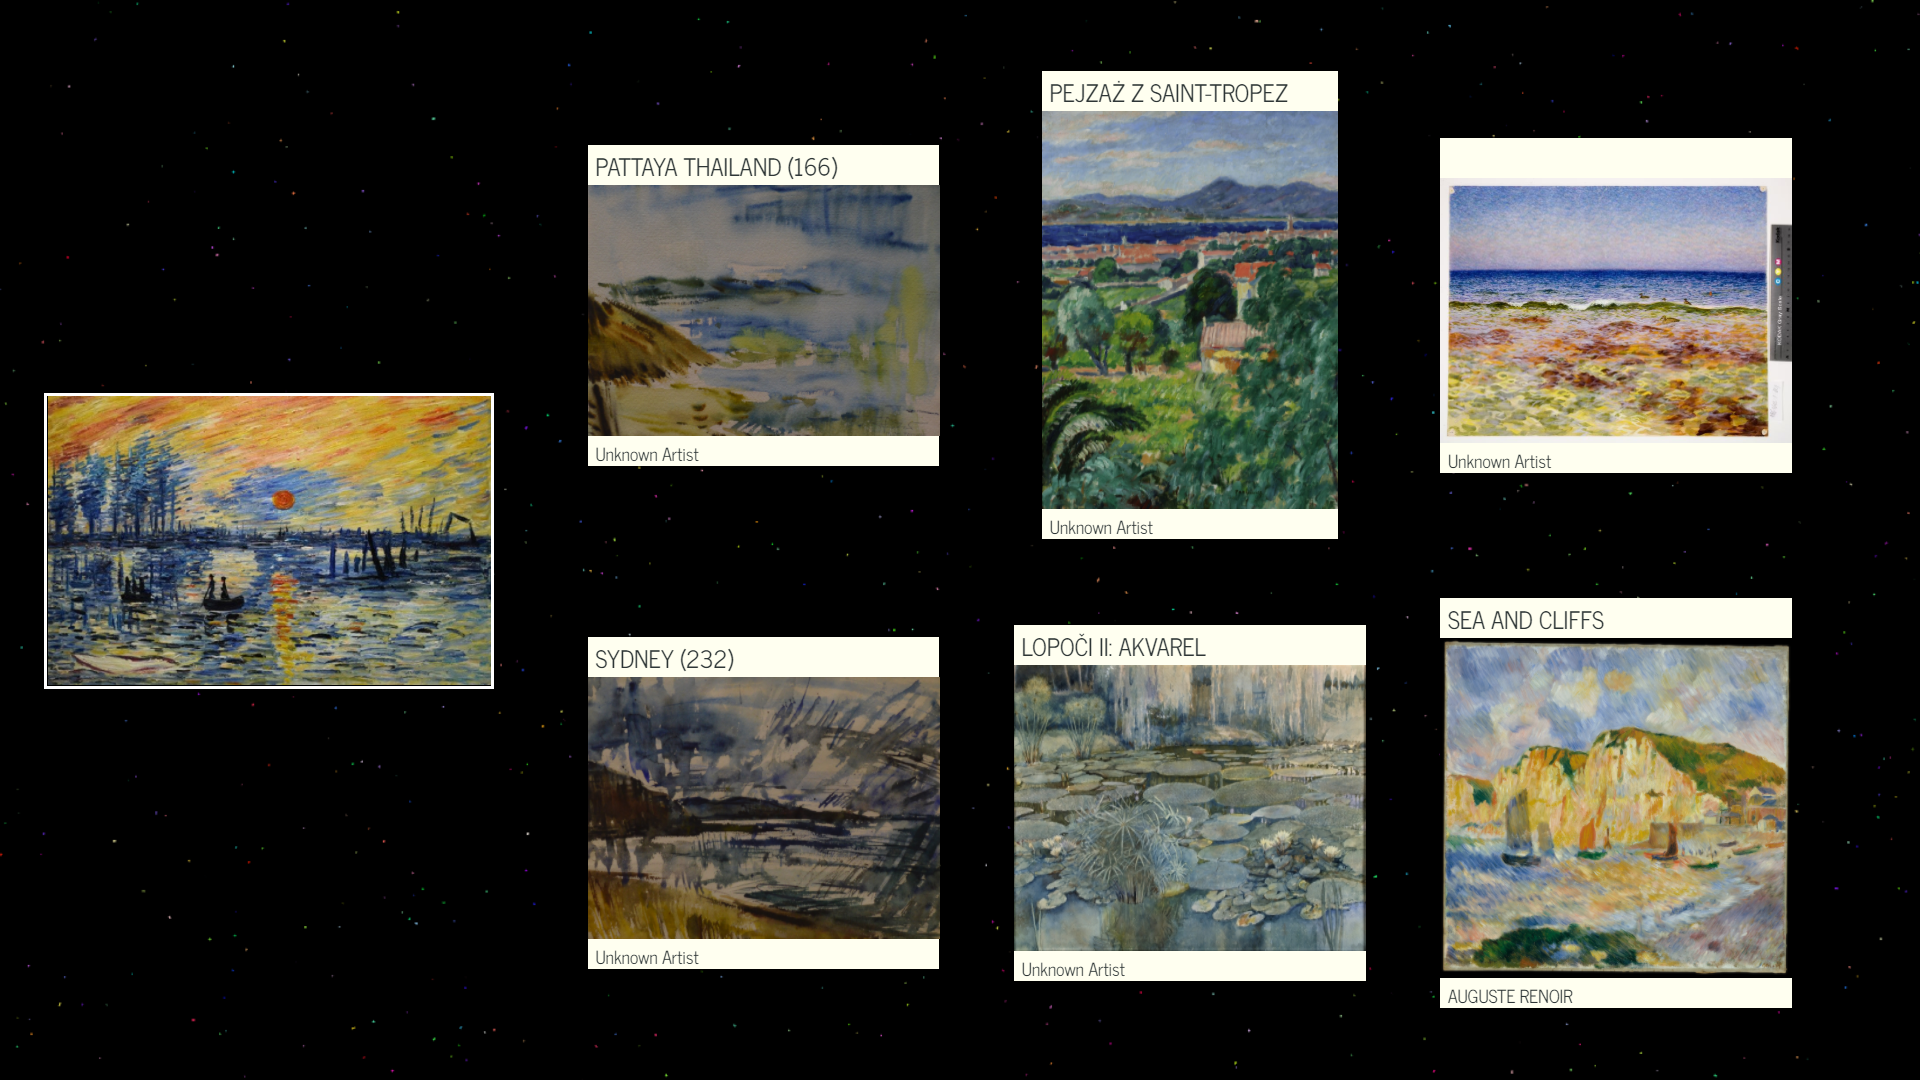 PATTAYA THAILAND (166)
Unknown Artist
PEJZAŻ Z SAINT-TROPEZ
Unknown Artist
Unknown Artist
SYDNEY (232)
Unknown Artist
LOPOČI II: AKVAREL
Unknown Artist
SEA AND CLIFFS
AUGUSTE RENOIR